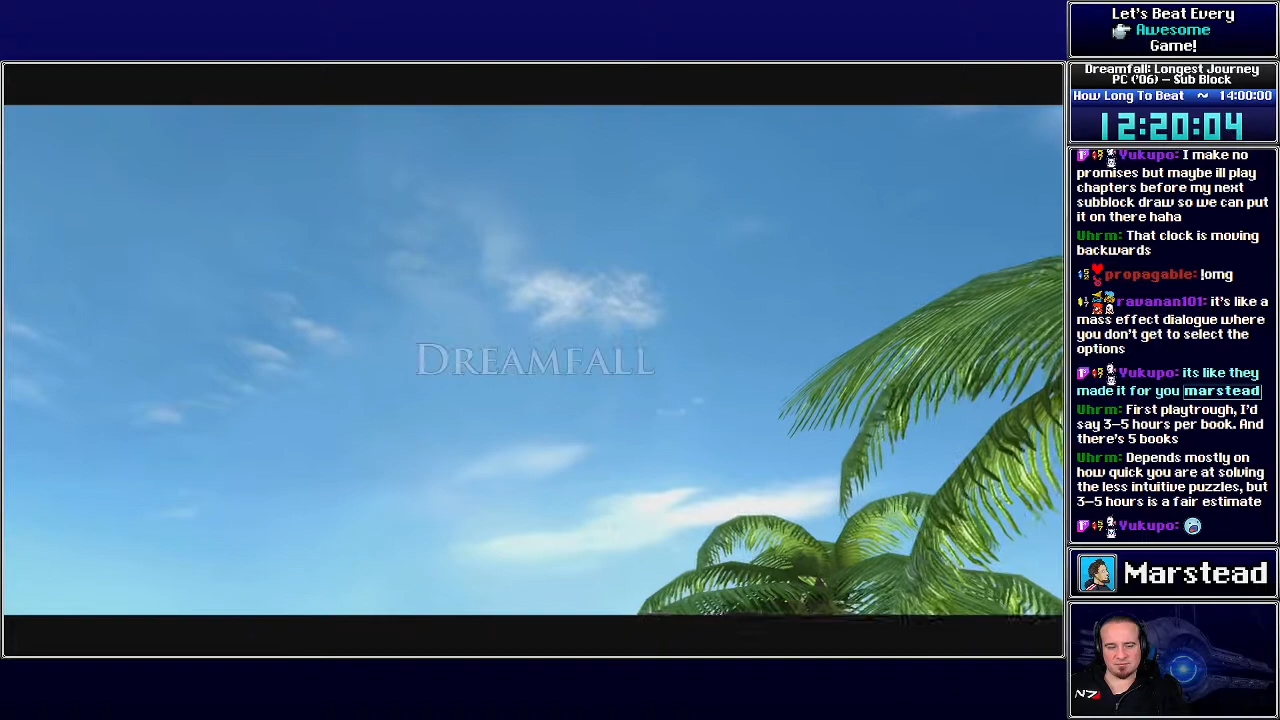 Let's Beat Every
Awesome
Game!
Dreamfall: Longest Journey
PC ('06) – Sub Block
How Long To Beat ~ 14:00:00
12:20:04
Yukupo: I make no
promises but maybe ill play
chapters before my next
subblock draw so we can put
it on there haha
Uhrm: That clock is moving
backwards
propagable: !omg
ravanan101: it's like a
mass effect dialogue where
you don't get to select the
options
Yukupo: its like they
made it for you marstead
Uhrm: First playtrough, I'd
say 3–5 hours per book. And
there's 5 books
Uhrm: Depends mostly on
how quick you are at solving
the less intuitive puzzles, but
3–5 hours is a fair estimate
Yukupo:
Marstead
N7
DREAMFALL